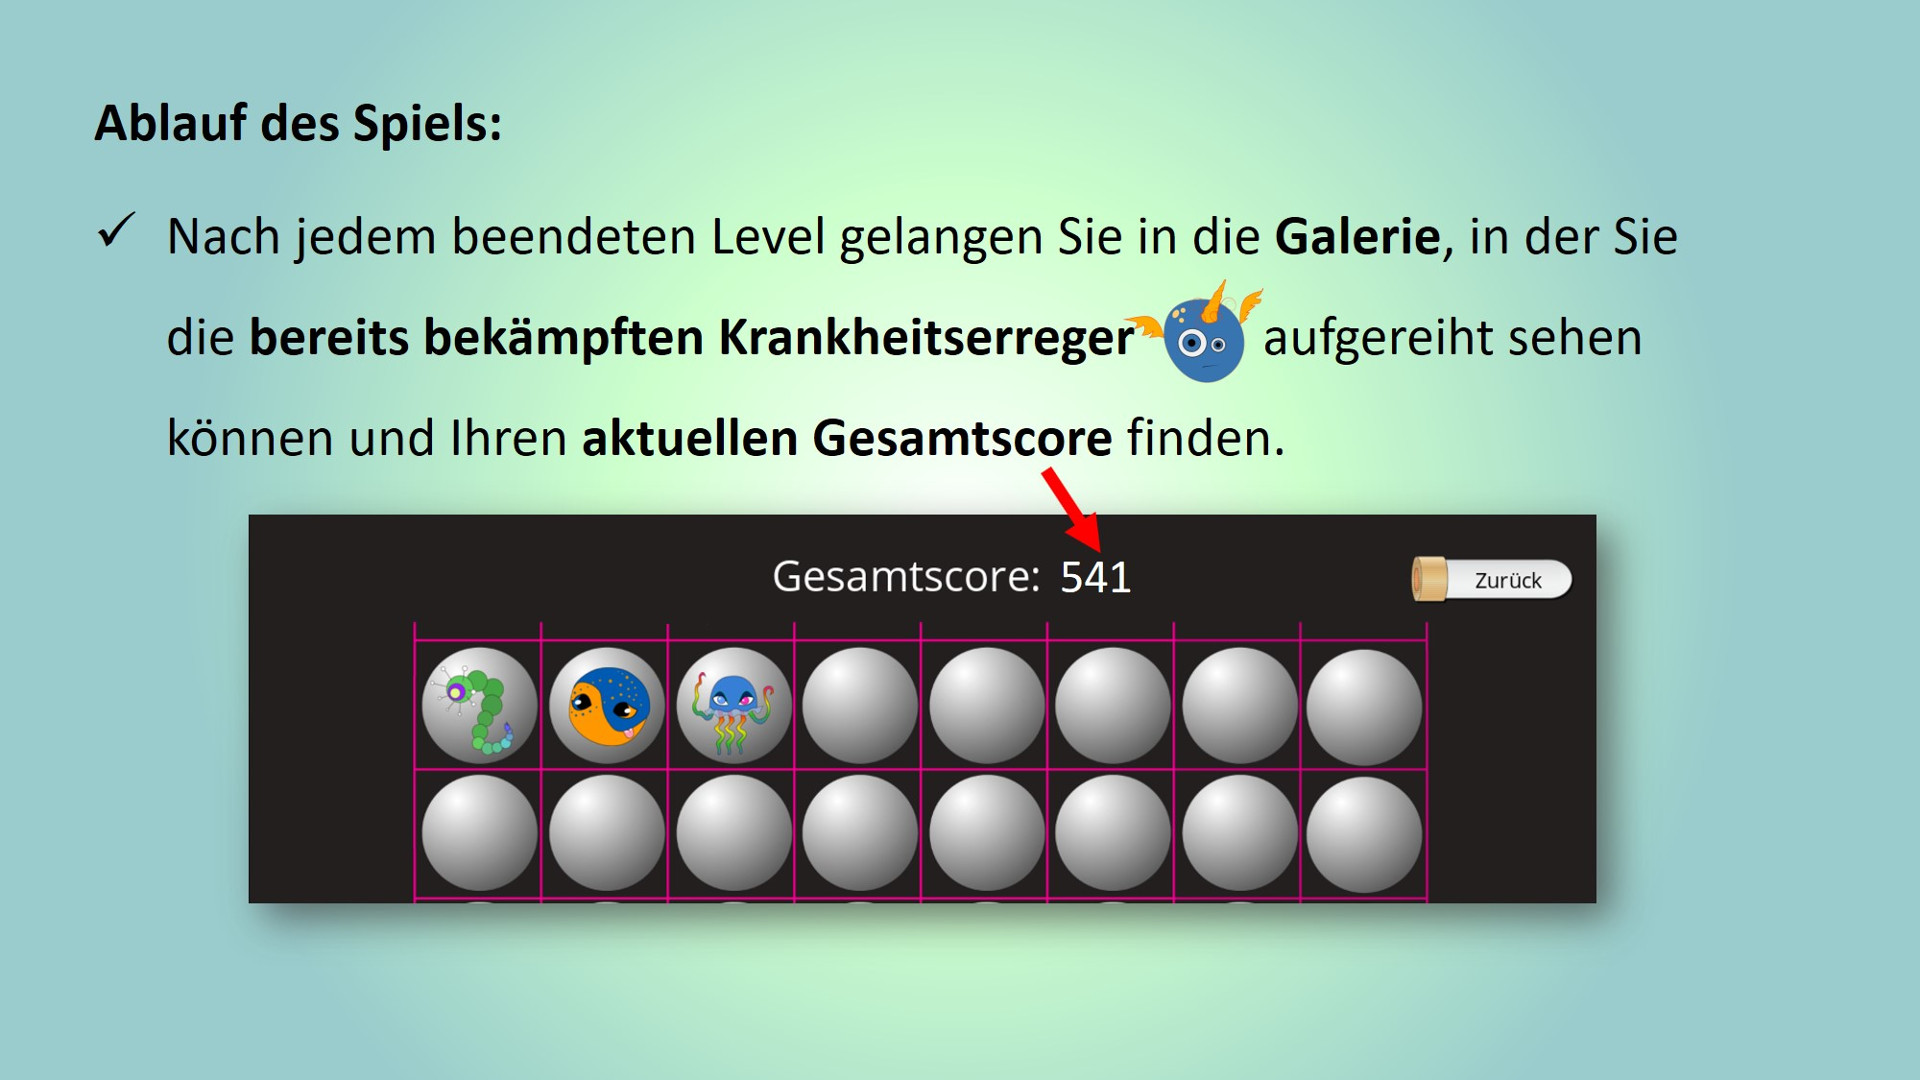 Ablauf des Spiels:
✓ Nach jedem beendeten Level gelangen Sie in die Galerie, in der Sie
die bereits bekämpften Krankheitserreger aufgereiht sehen
können und Ihren aktuellen Gesamtscore finden.
Gesamtscore: 541
Zurück